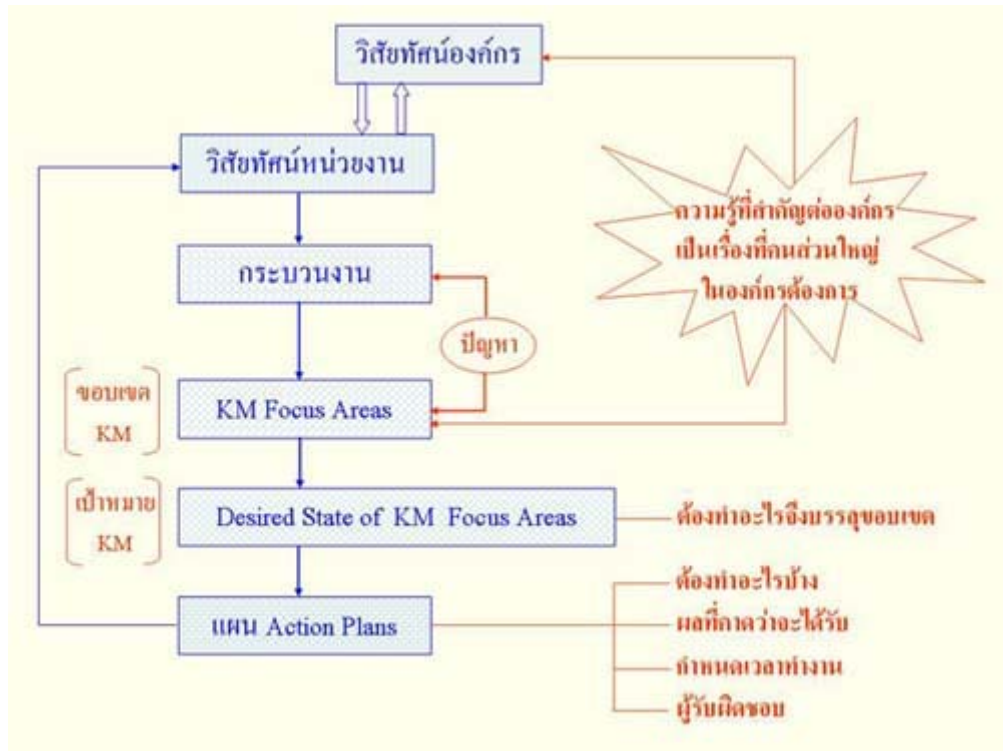 วิสัยทัศน์องค์กร
วิสัยทัศน์หน่วยงาน
ความรู้ที่สำคัญต่อองค์กร
เป็นเรื่องที่คนส่วนใหญ่
ในองค์กรต้องการ
กระบวนงาน
ปัญหา
ขอบเขต
KM
KM Focus Areas
เป้าหมาย
KM
Desired State of KM Focus Areas
ต้องทำอะไรจึงบรรลุขอบเขต
แผน Action Plans
ต้องทำอะไรบ้าง
ผลที่คาดว่าจะได้รับ
กำหนดเวลาทำงาน
ผู้รับผิดชอบ